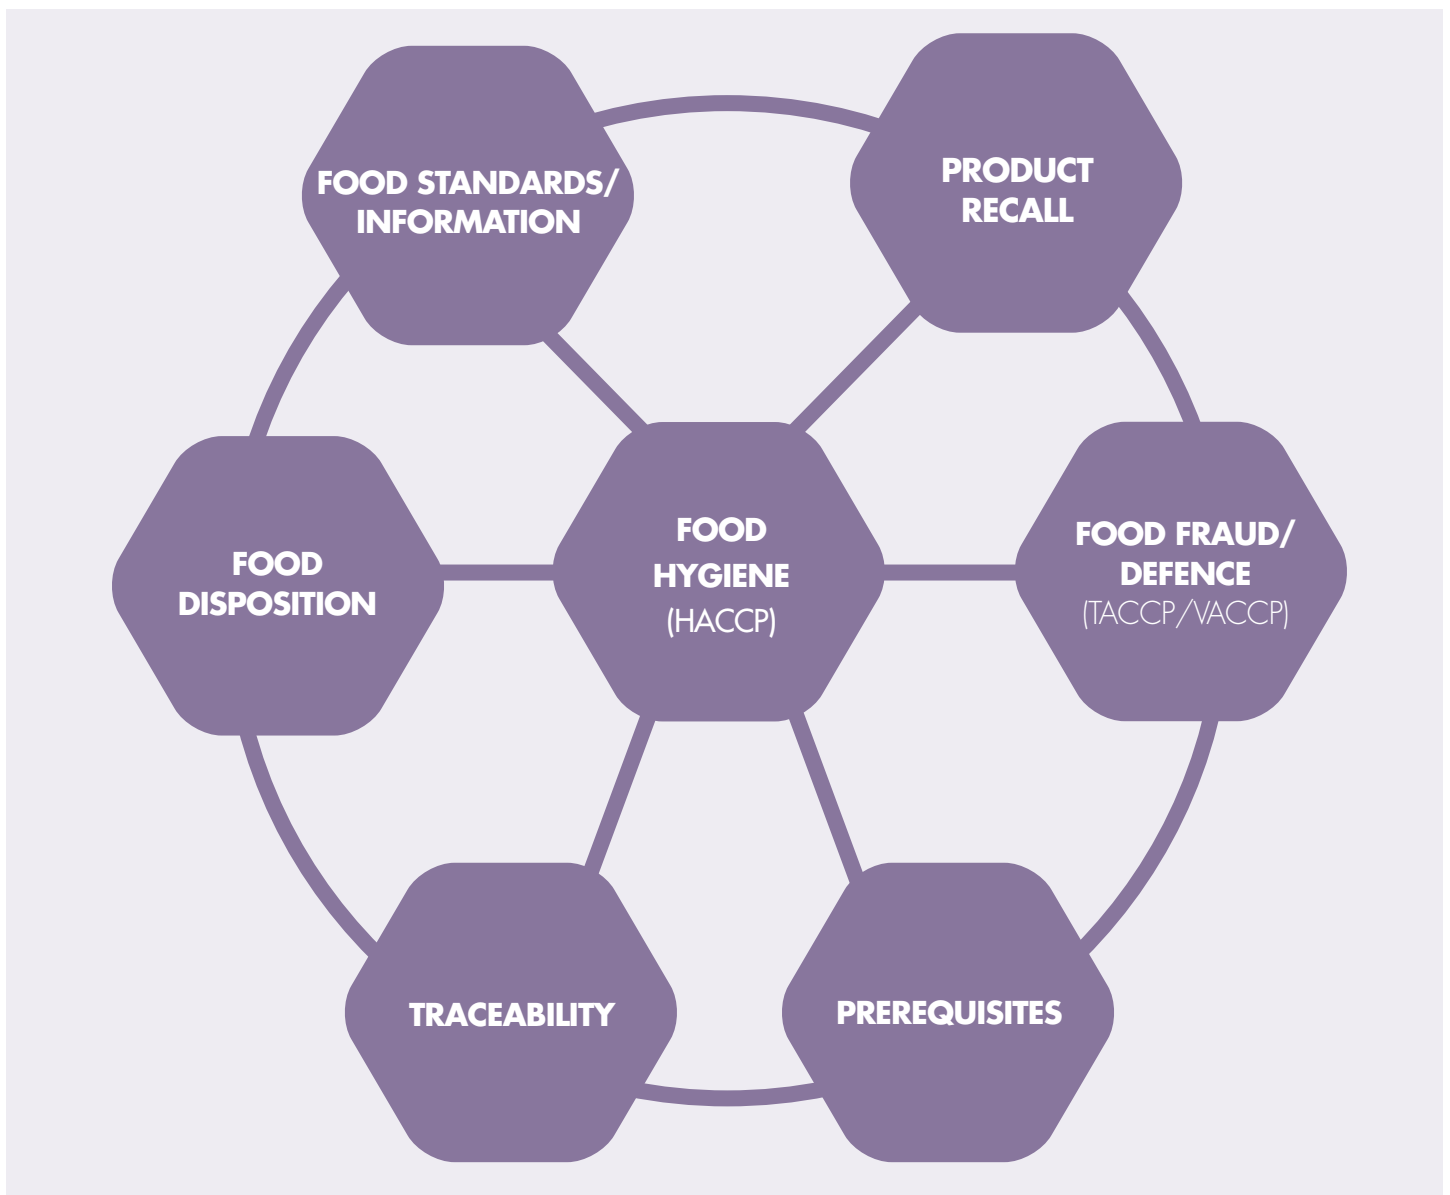 FOOD STANDARDS/
INFORMATION
PRODUCT
RECALL
FOOD
DISPOSITION
FOOD
HYGIENE
(HACCP)
FOOD FRAUD/
DEFENCE
(TACCP/VACCP)
TRACEABILITY
PREREQUISITES